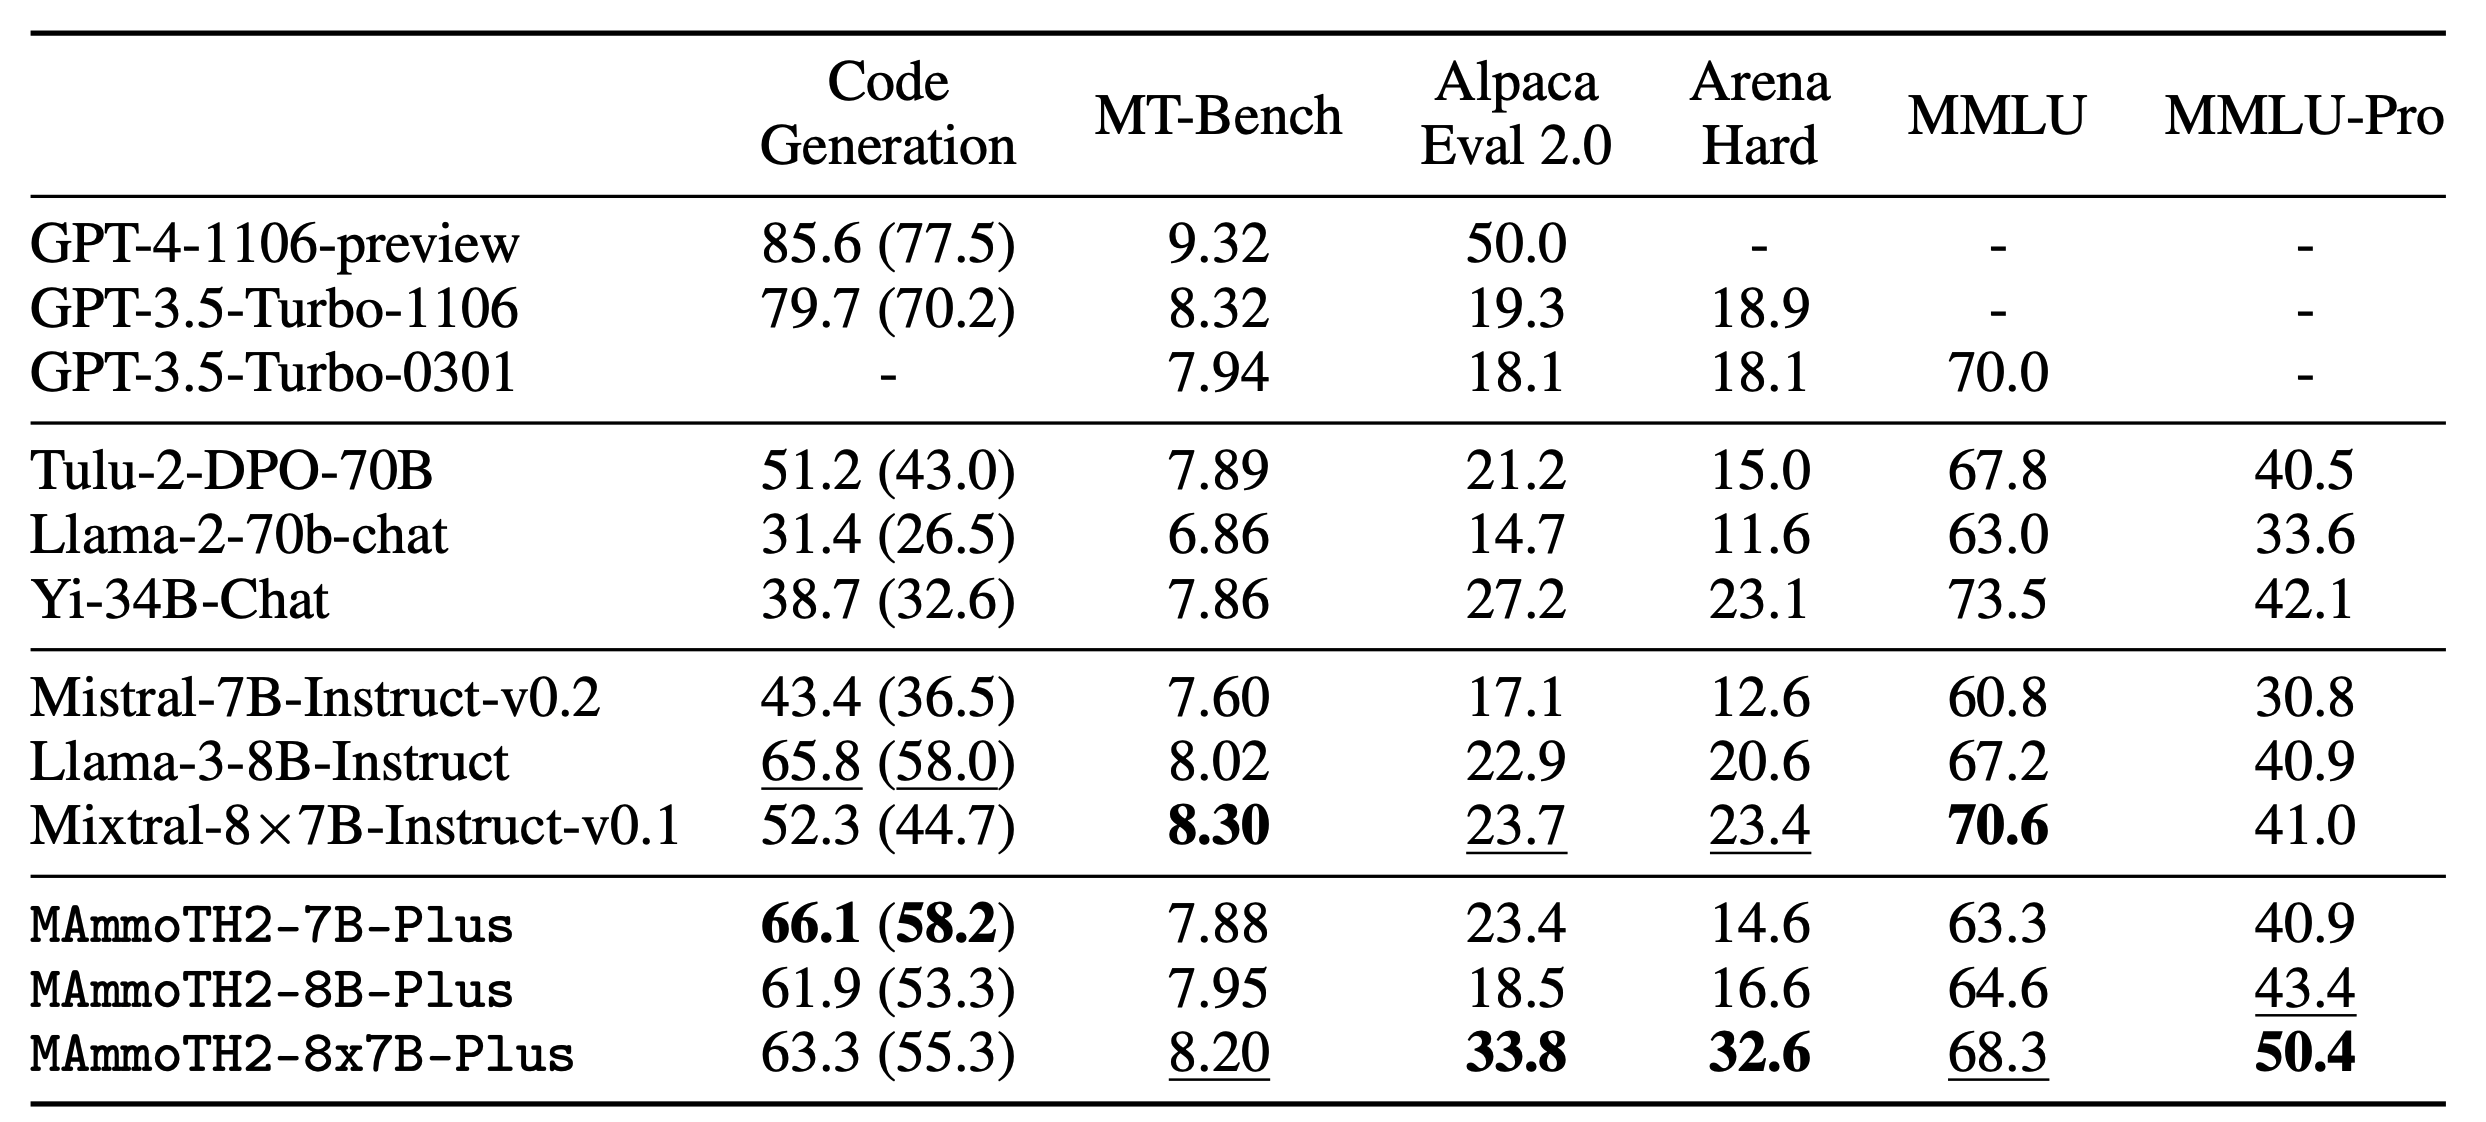 Code Generation MT-Bench Alpaca Eval 2.0 Arena Hard MMLU MMLU-Pro
GPT-4-1106-preview 85.6 (77.5) 9.32 50.0 - - -
GPT-3.5-Turbo-1106 79.7 (70.2) 8.32 19.3 18.9 - -
GPT-3.5-Turbo-0301 - 7.94 18.1 18.1 70.0 -
Tulu-2-DPO-70B 51.2 (43.0) 7.89 21.2 15.0 67.8 40.5
Llama-2-70b-chat 31.4 (26.5) 6.86 14.7 11.6 63.0 33.6
Yi-34B-Chat 38.7 (32.6) 7.86 27.2 23.1 73.5 42.1
Mistral-7B-Instruct-v0.2 43.4 (36.5) 7.60 17.1 12.6 60.8 30.8
Llama-3-8B-Instruct 65.8 (58.0) 8.02 22.9 20.6 67.2 40.9
Mixtral-8×7B-Instruct-v0.1 52.3 (44.7) 8.30 23.7 23.4 70.6 41.0
MAmmoTH2-7B-Plus 66.1 (58.2) 7.88 23.4 14.6 63.3 40.9
MAmmoTH2-8B-Plus 61.9 (53.3) 7.95 18.5 16.6 64.6 43.4
MAmmoTH2-8x7B-Plus 63.3 (55.3) 8.20 33.8 32.6 68.3 50.4